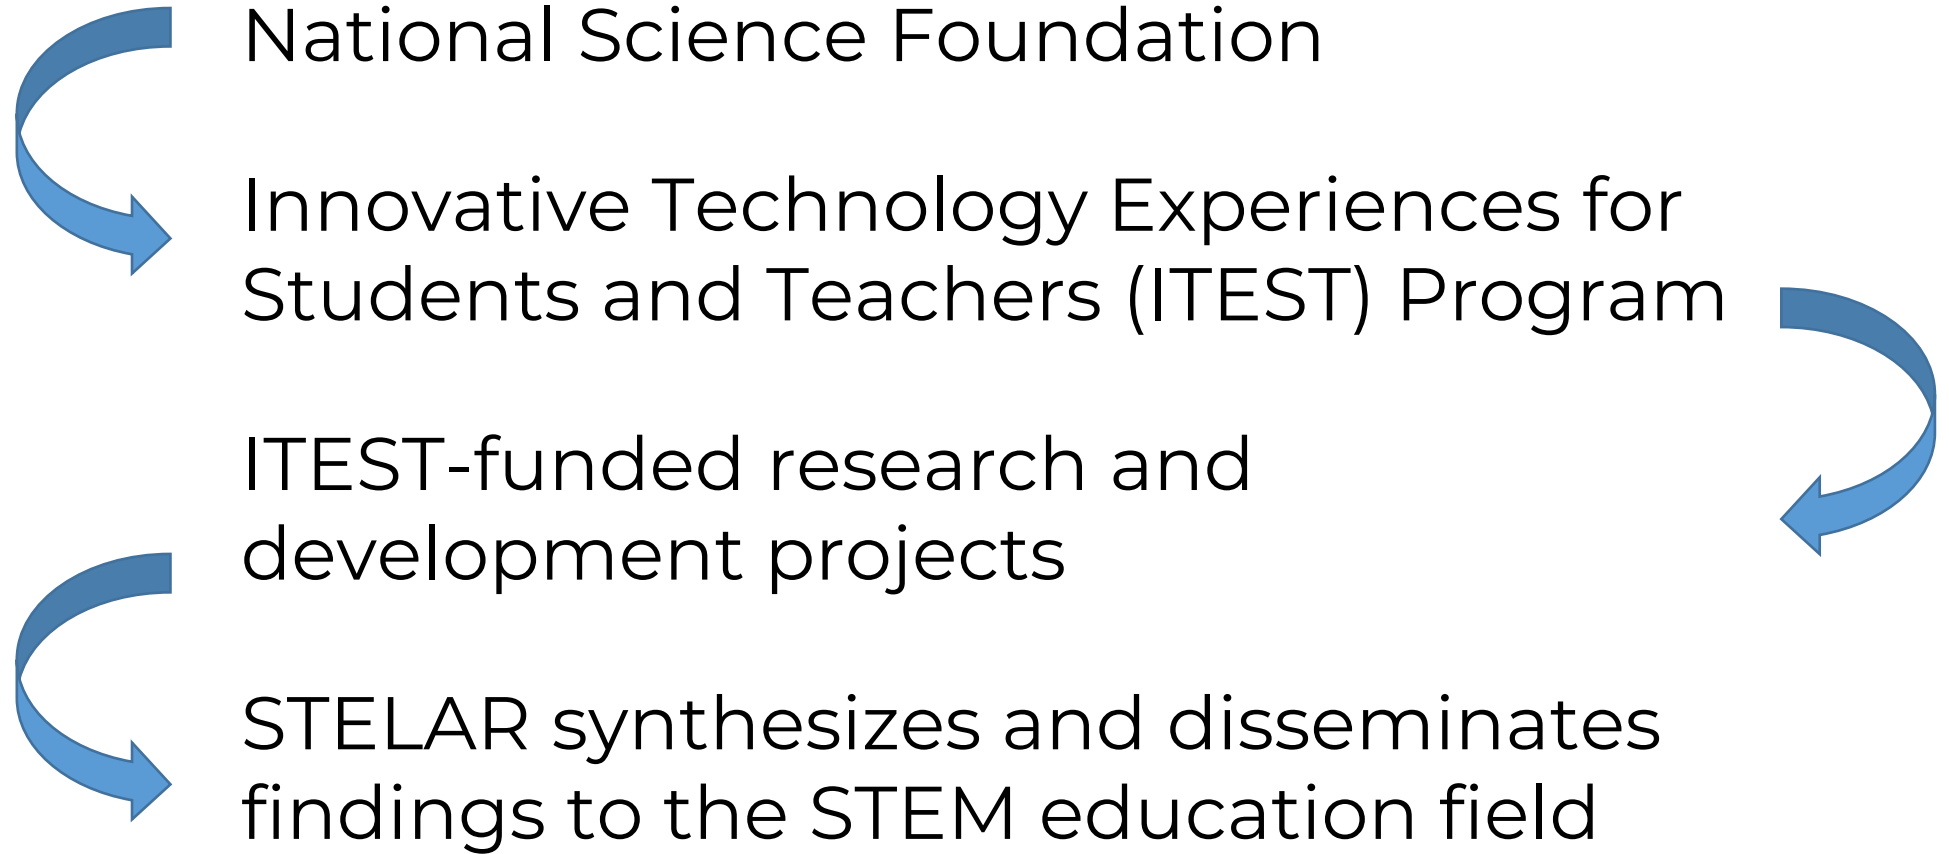 National Science Foundation
Innovative Technology Experiences for
Students and Teachers (ITEST) Program
ITEST-funded research and
development projects
STELAR synthesizes and disseminates
findings to the STEM education field